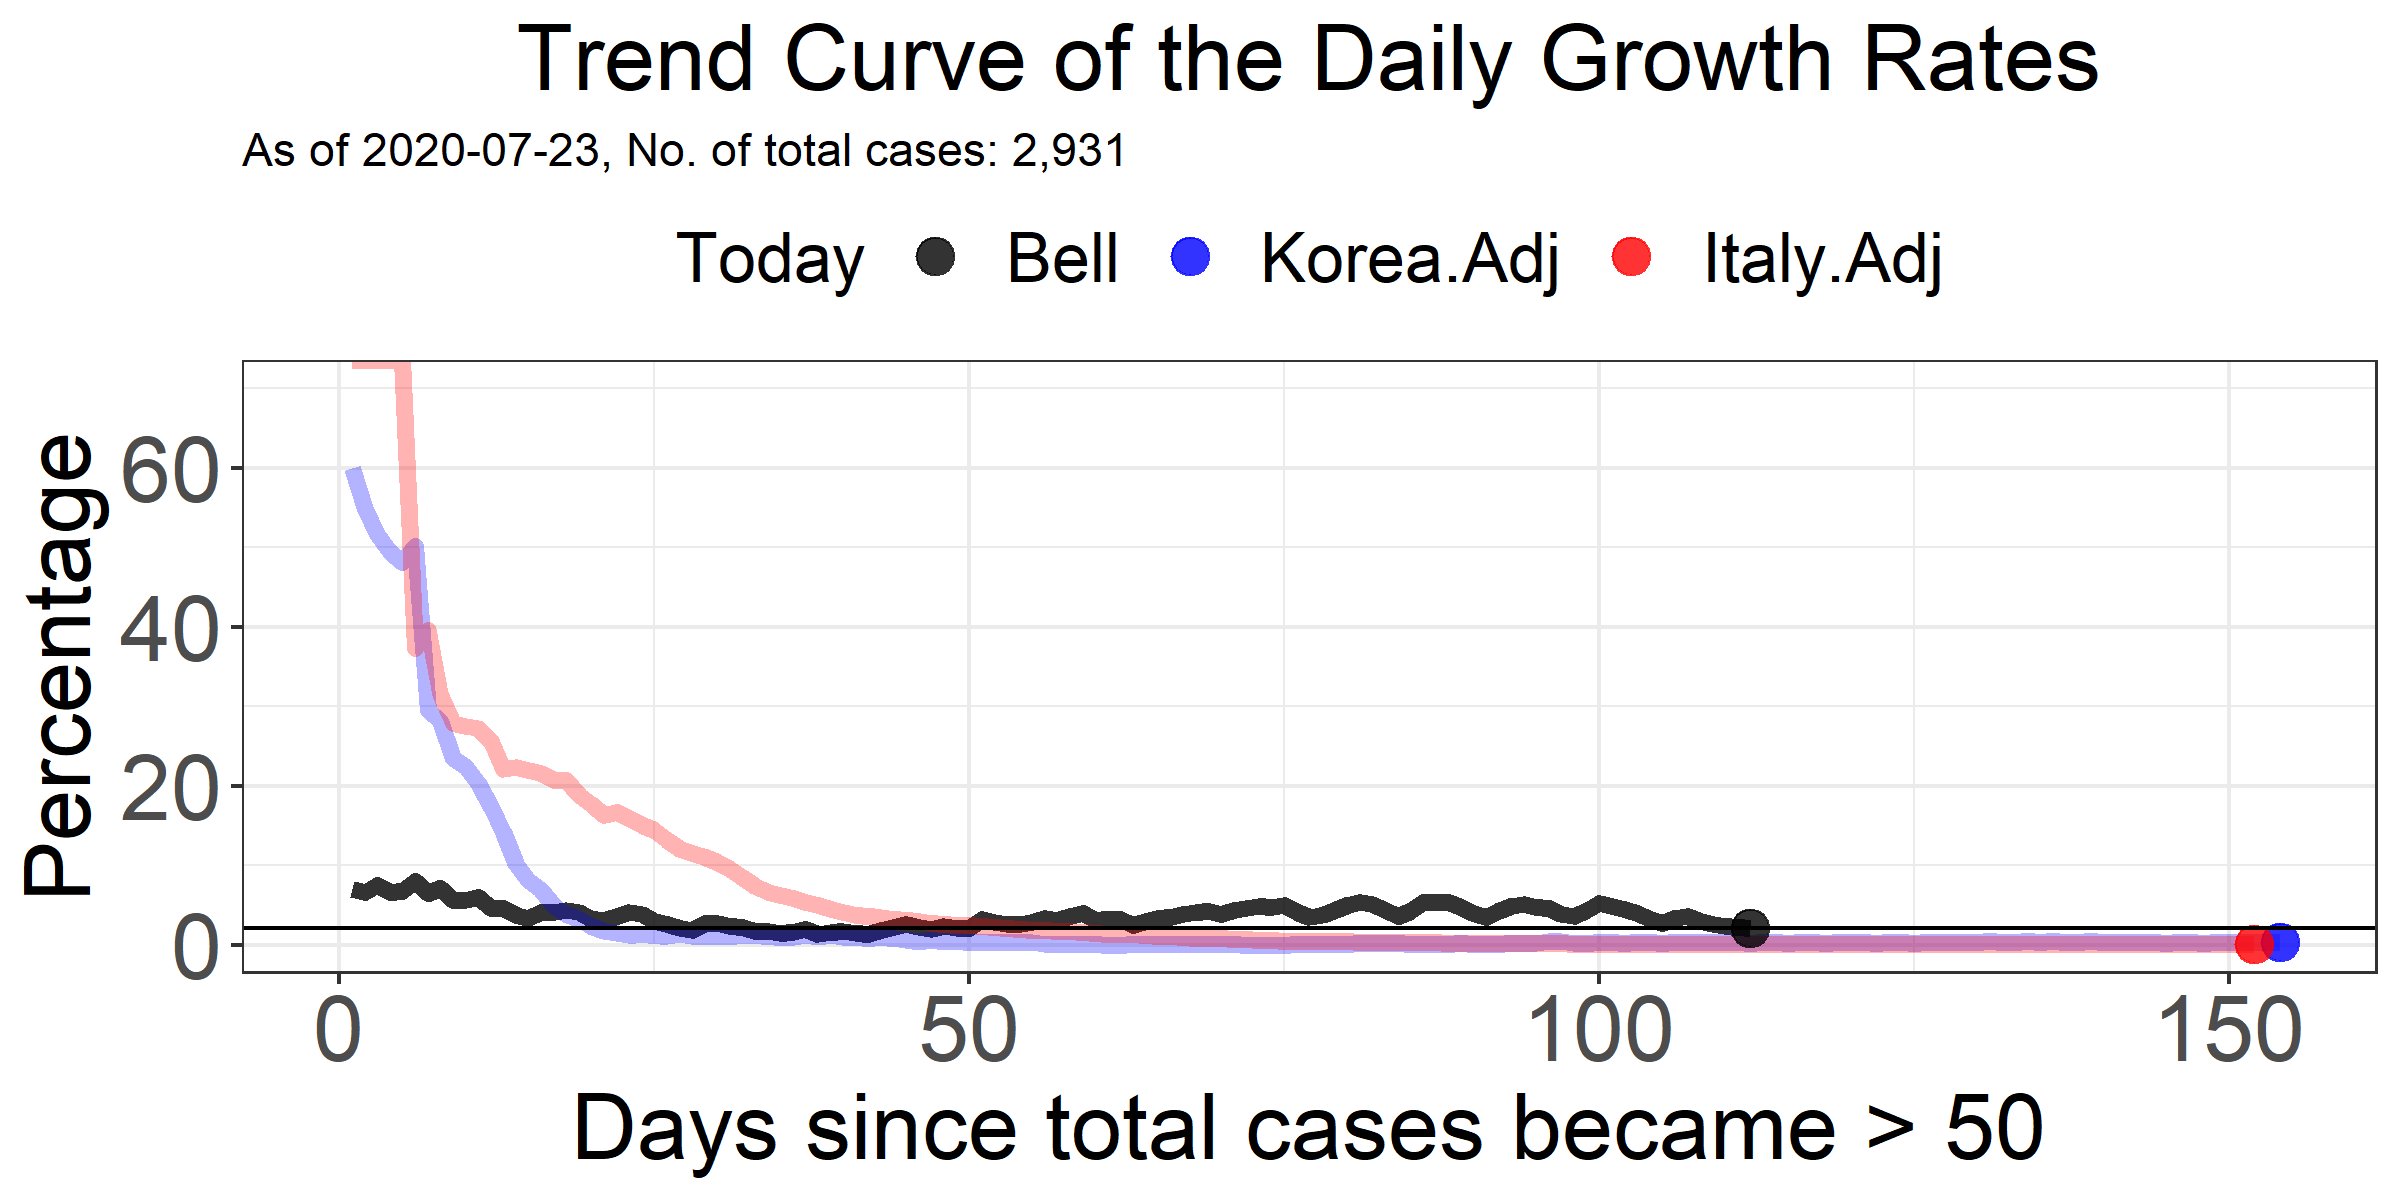 Trend Curve of the Daily Growth Rates
As of 2020-07-23, No. of total cases: 2,931
Today Bell Korea.Adj Italy.Adj
Percentage
60
40
20
0
0 50 100 150
Days since total cases became > 50